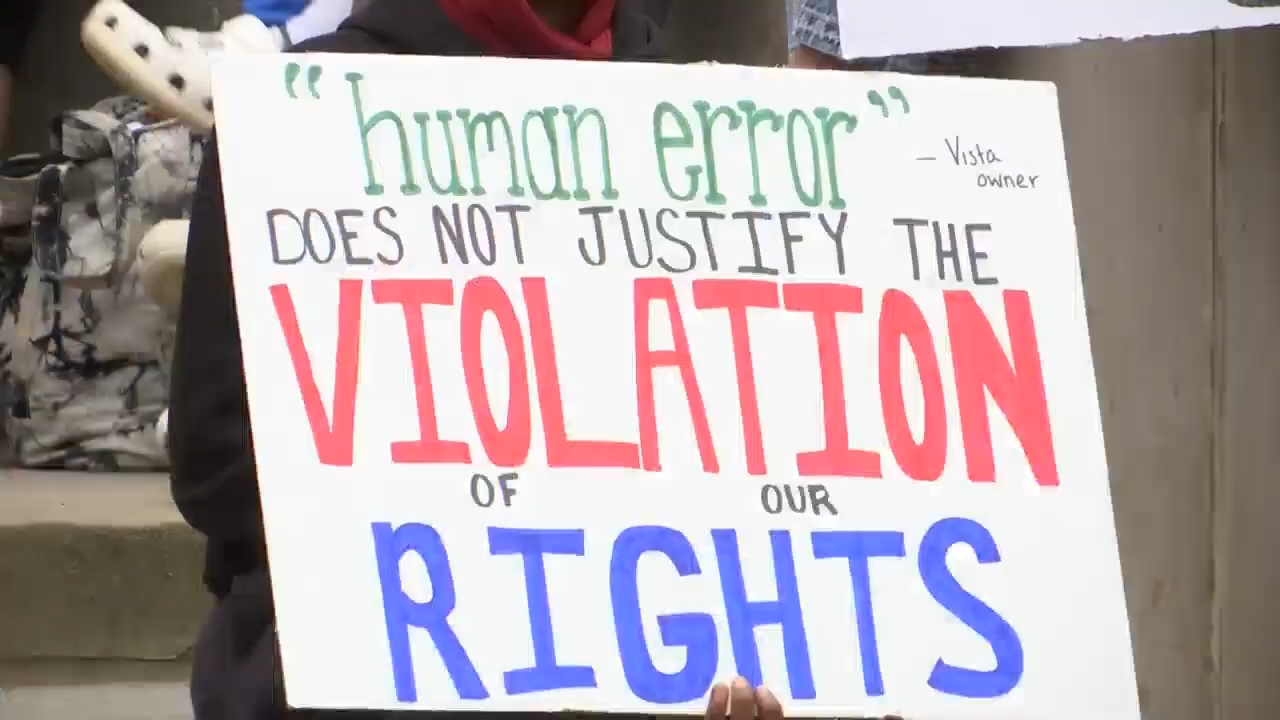 "human error" – Vista
owner
DOES NOT JUSTIFY THE
VIOLATION
OF OUR
RIGHTS